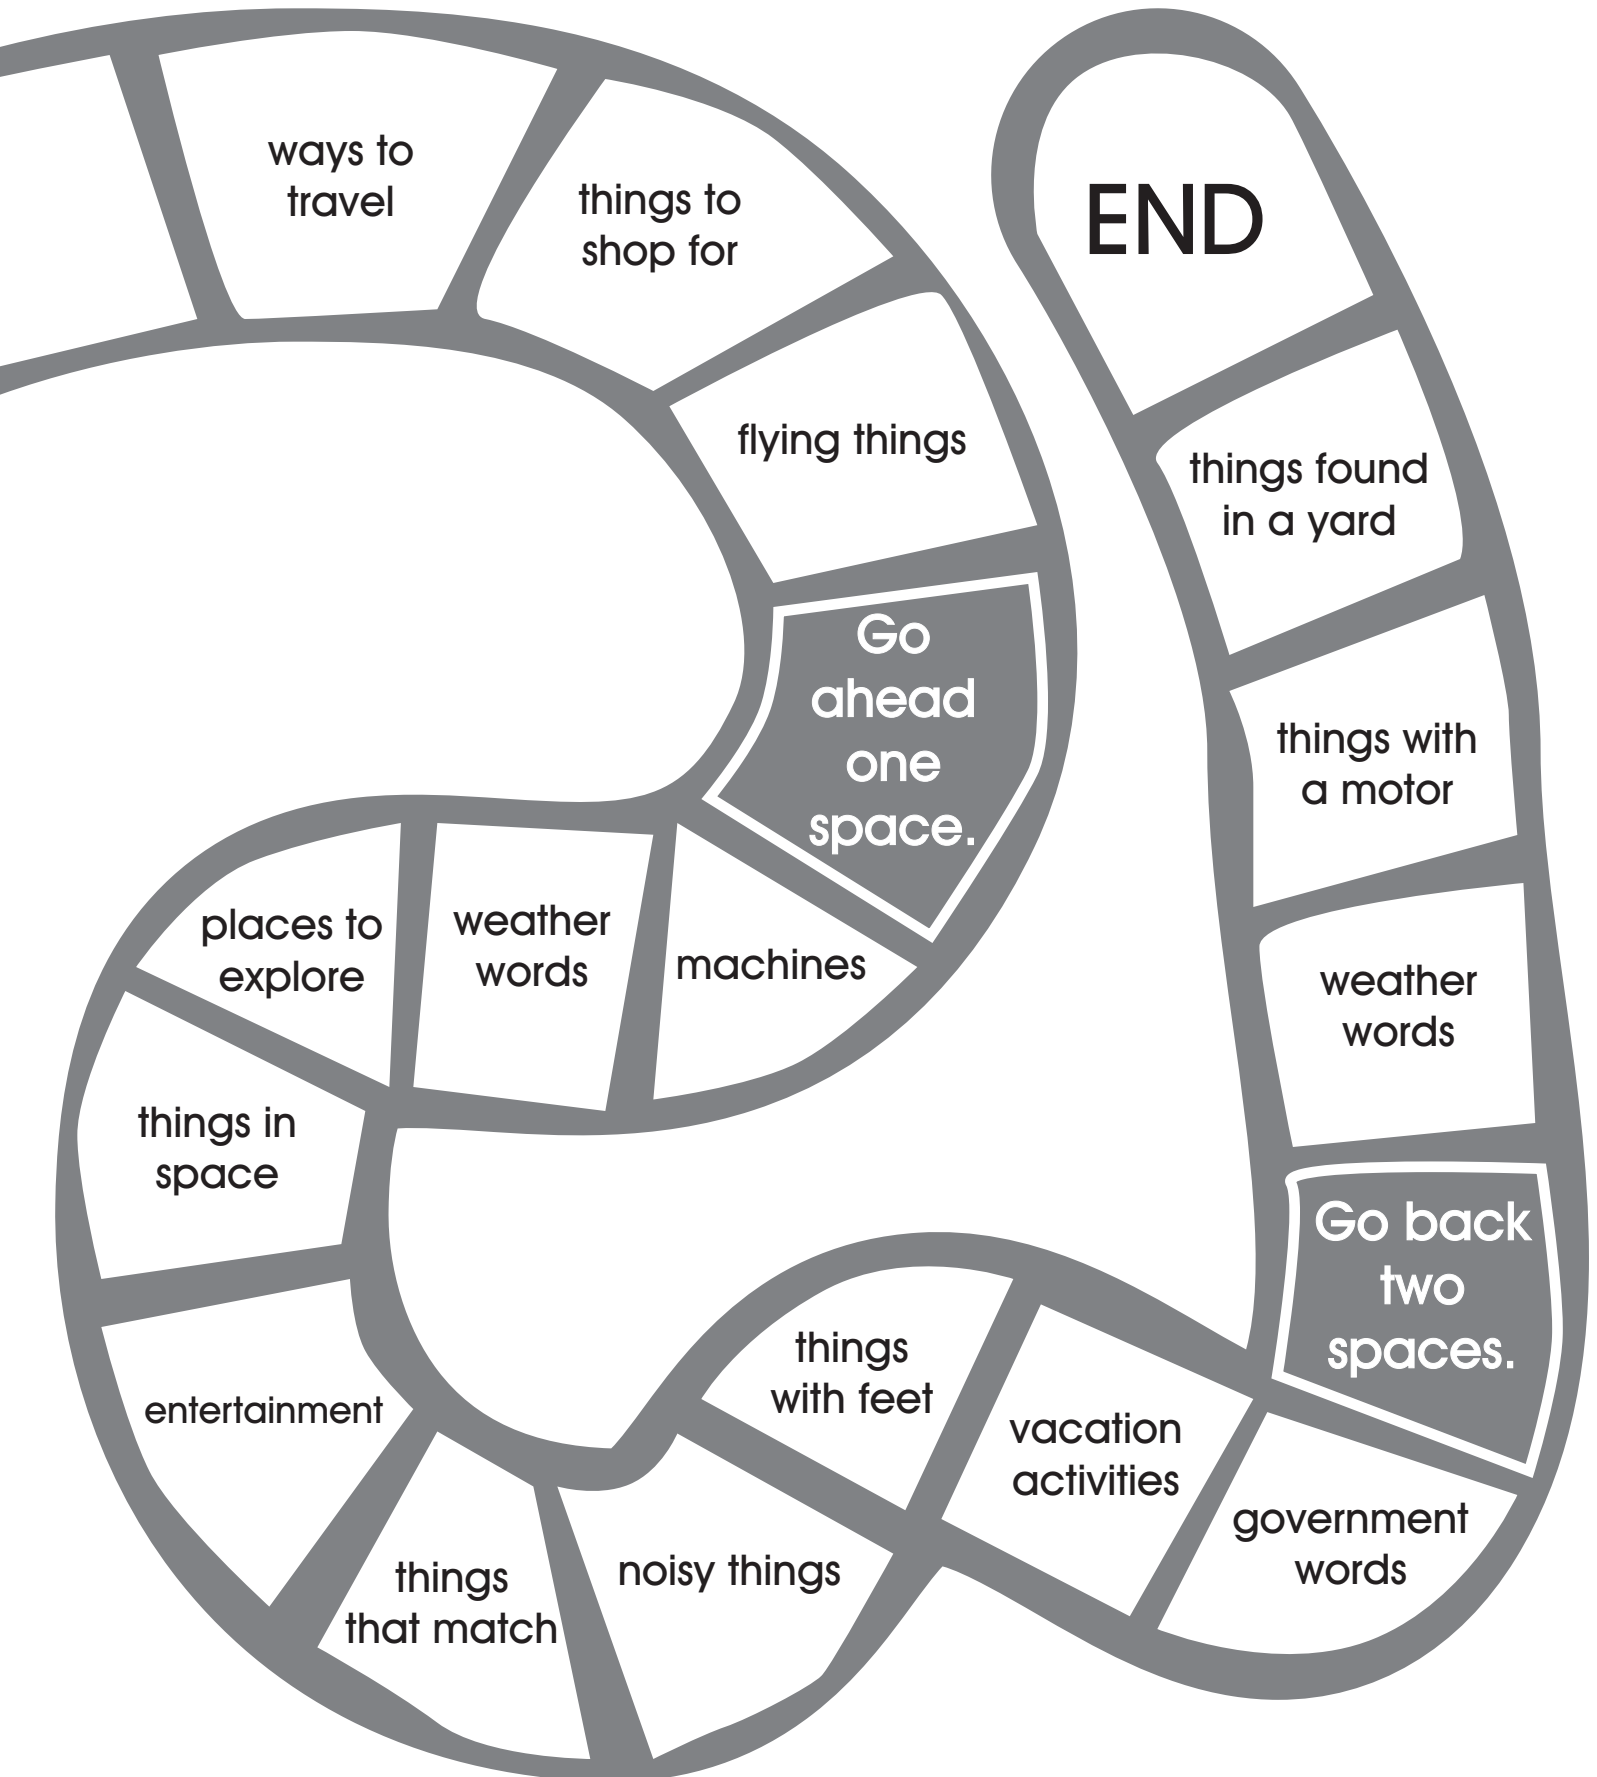 ways to
travel
things to
shop for
flying things
Go
ahead
one
space.
machines
weather
words
places to
explore
things in
space
entertainment
things
that match
noisy things
things
with feet
vacation
activities
government
words
Go back
two
spaces.
weather
words
things with
a motor
things found
in a yard
END